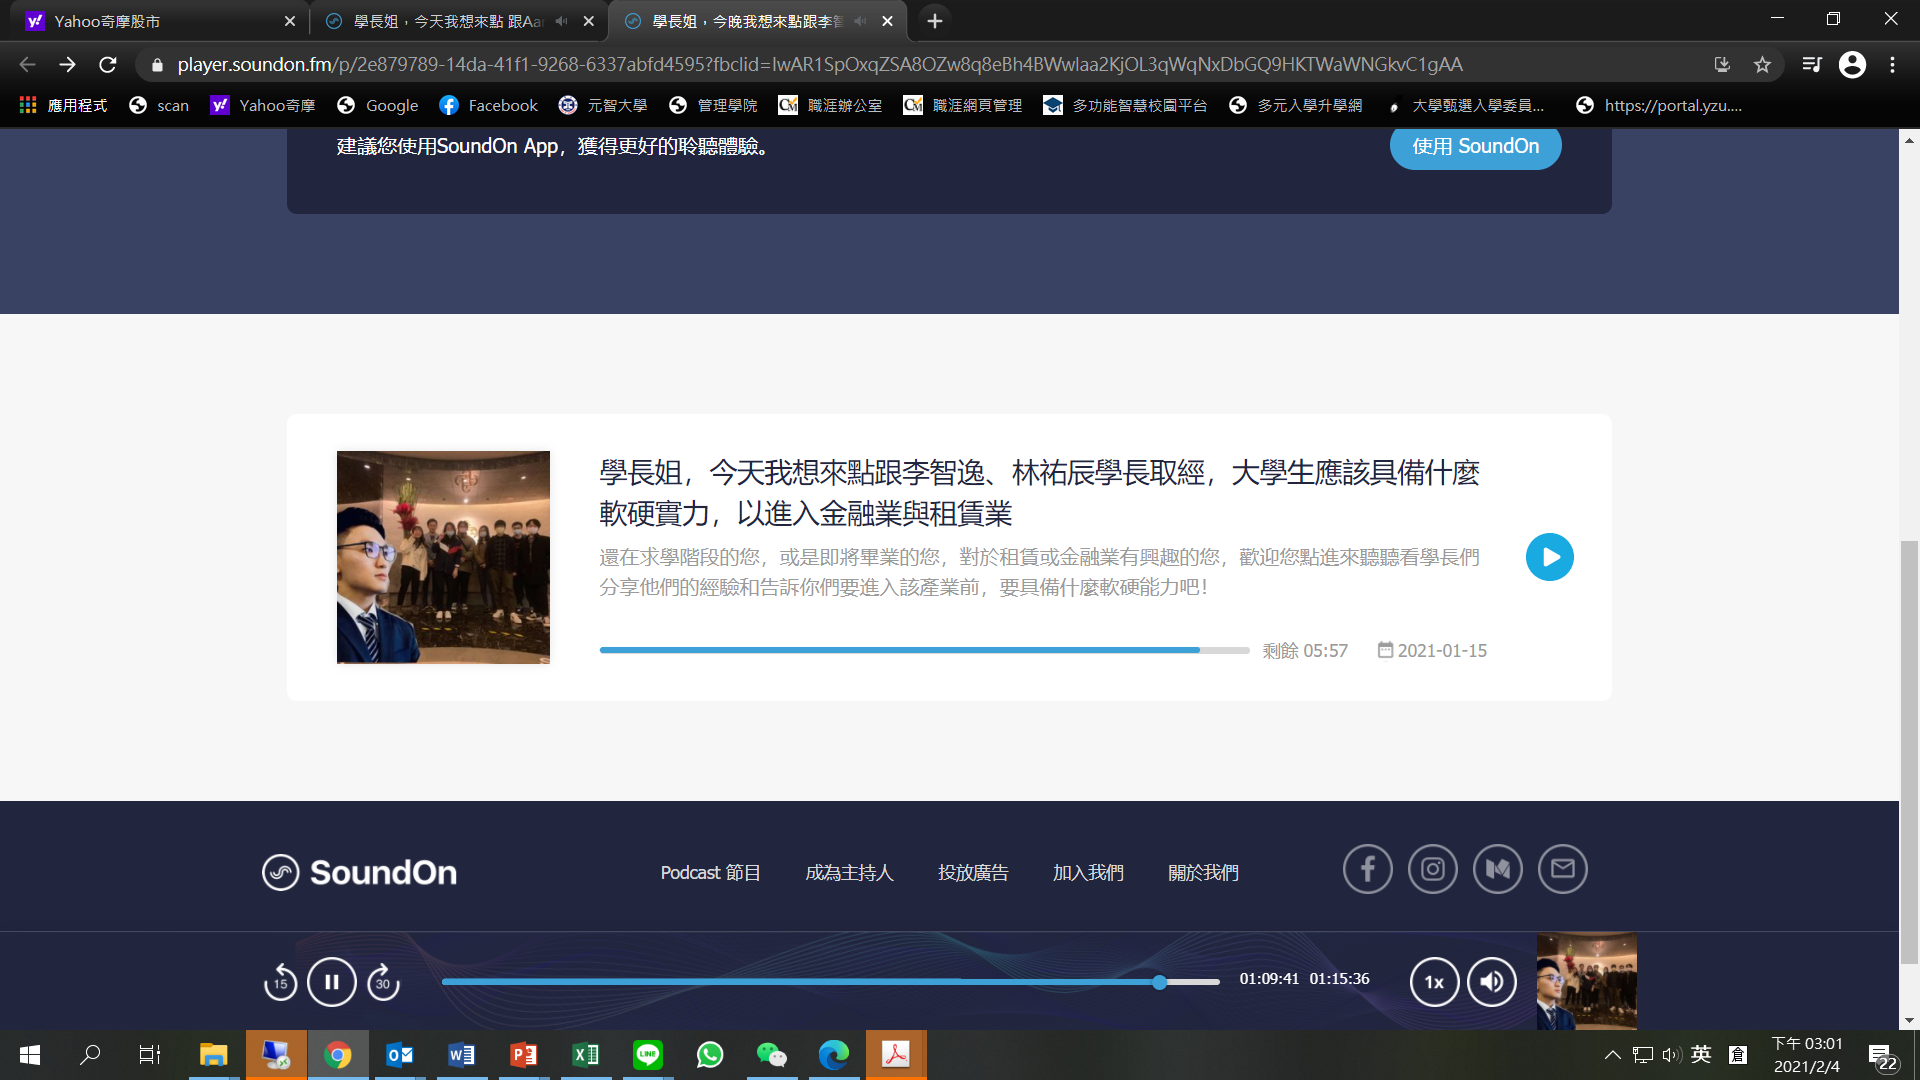 Yahoo奇摩股市
學長姐，今天我想來點 跟Aa
學長姐，今晚我想來點跟李智
player.soundon.fm/p/2e879789-14da-41f1-9268-6337abfd4595?fbclid=IwAR1SpOxqZSA8OZw8q8eBh4BWwlaa2KjOL3qWqNxDbGQ9HKTWaWNGkvC1gAA
應用程式 scan Yahoo奇摩 Google Facebook 元智大學 管理學院 職涯辦公室 職涯網頁管理 多功能智慧校園平台 多元入學升學網 大學甄選入學委員... https://portal.yzu....
建議您使用SoundOn App，獲得更好的聆聽體驗。
使用 SoundOn
學長姐，今天我想來點跟李智逸、林祐辰學長取經，大學生應該具備什麼
軟硬實力，以進入金融業與租賃業
還在求學階段的您，或是即將畢業的您，對於租賃或金融業有興趣的您，歡迎您點進來聽聽看學長們
分享他們的經驗和告訴你們要進入該產業前，要具備什麼軟硬能力吧！
剩餘 05:57 2021-01-15
SoundOn Podcast 節目 成為主持人 投放廣告 加入我們 關於我們
15 30 01:09:41 01:15:36 1x
英 倉 下午 03:01
2021/2/4 22